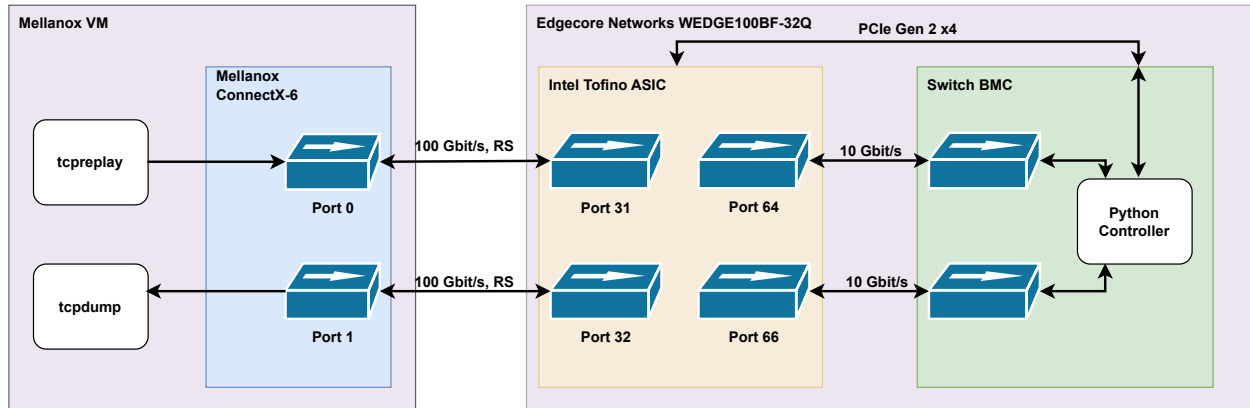 Mellanox VM
Mellanox
ConnectX-6
tcpreplay
Port 0
tcpdump
Port 1
100 Gbit/s, RS
100 Gbit/s, RS
Edgecore Networks WEDGE100BF-32Q
PCIe Gen 2 x4
Intel Tofino ASIC
Port 31
Port 64
Port 32
Port 66
10 Gbit/s
10 Gbit/s
Switch BMC
Python
Controller